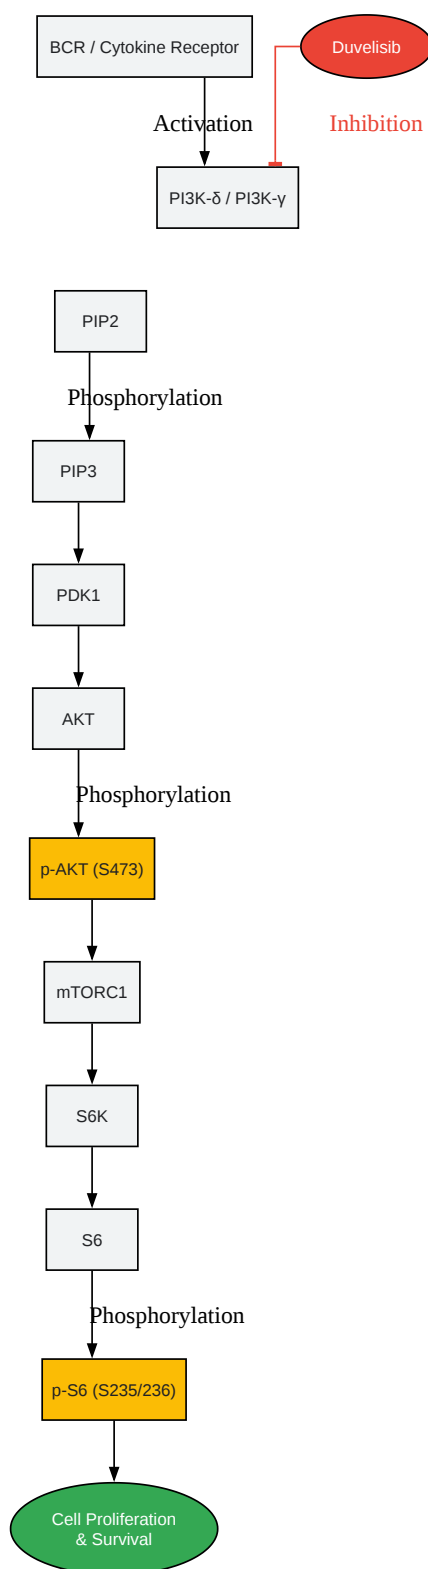 BCR / Cytokine Receptor
Duvelisib
Activation
Inhibition
PI3K-δ / PI3K-γ
PIP2
Phosphorylation
PIP3
PDK1
AKT
Phosphorylation
p-AKT (S473)
mTORC1
S6K
S6
Phosphorylation
p-S6 (S235/236)
Cell Proliferation
& Survival